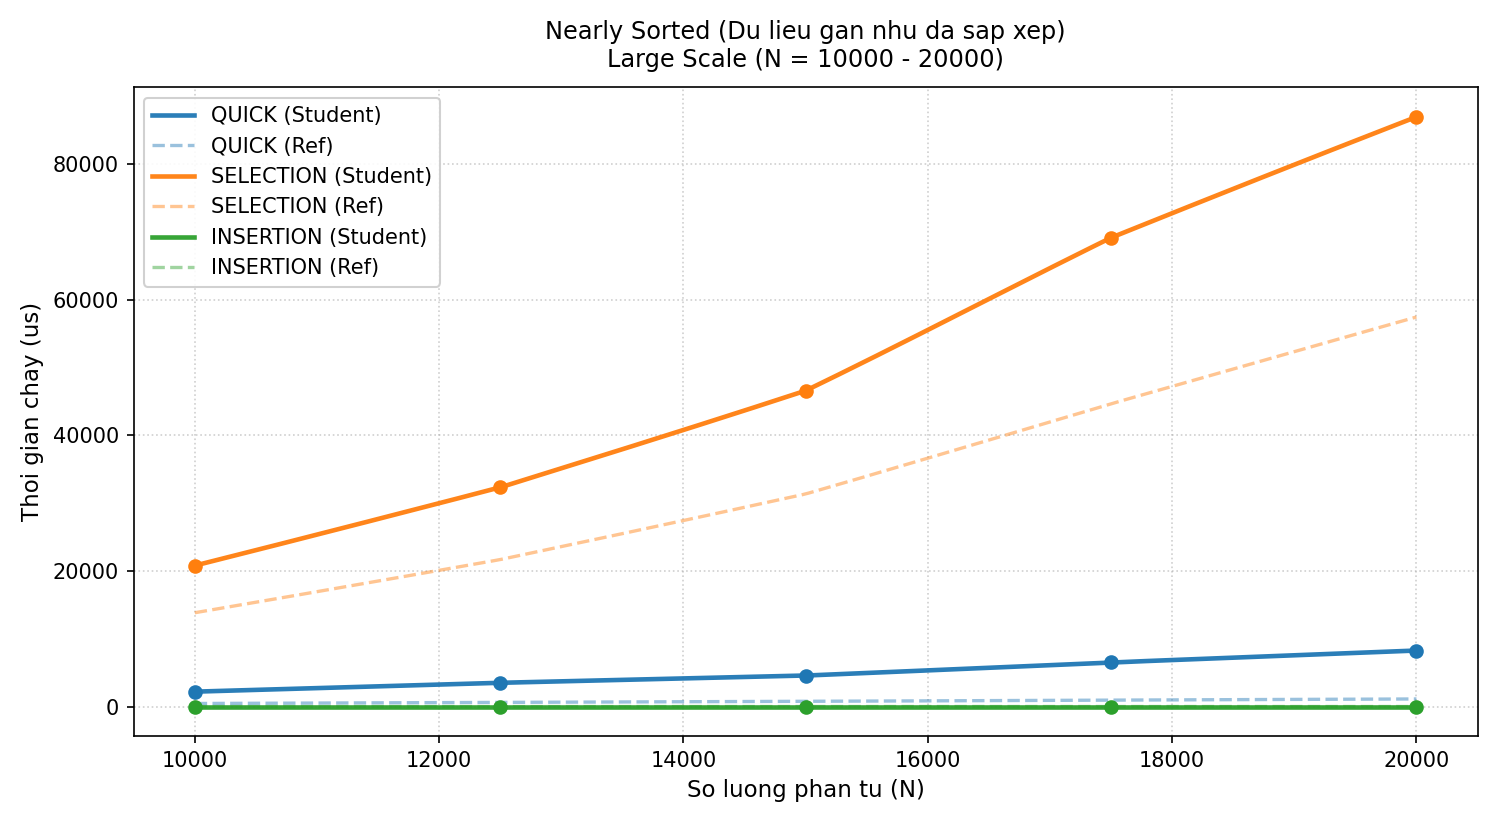 Nearly Sorted (Du lieu gan nhu da sap xep)
Large Scale (N = 10000 - 20000)
QUICK (Student)
QUICK (Ref)
SELECTION (Student)
SELECTION (Ref)
INSERTION (Student)
INSERTION (Ref)
Thoi gian chay (us)
80000
60000
40000
20000
0
10000 12000 14000 16000 18000 20000
So luong phan tu (N)